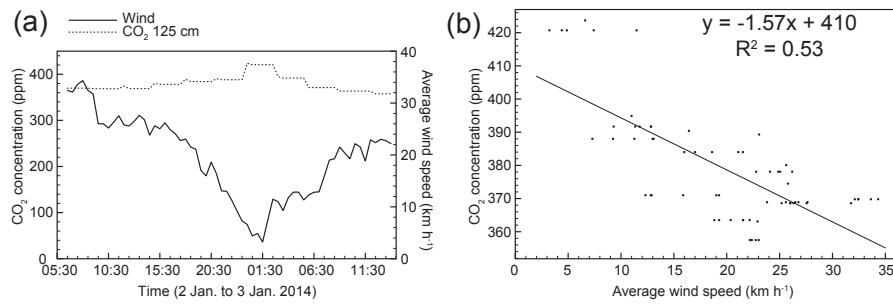 (a)
Wind
CO₂ 125 cm
CO₂ concentration (ppm)
400
300
200
100
0
40
30
20
10
0
Average wind speed (km h⁻¹)
05:30 10:30 15:30 20:30 01:30 06:30 11:30
Time (2 Jan. to 3 Jan. 2014)
(b)
y = -1.57x + 410
R² = 0.53
CO₂ concentration (ppm)
420
400
380
360
0 5 10 15 20 25 30 35
Average wind speed (km h⁻¹)